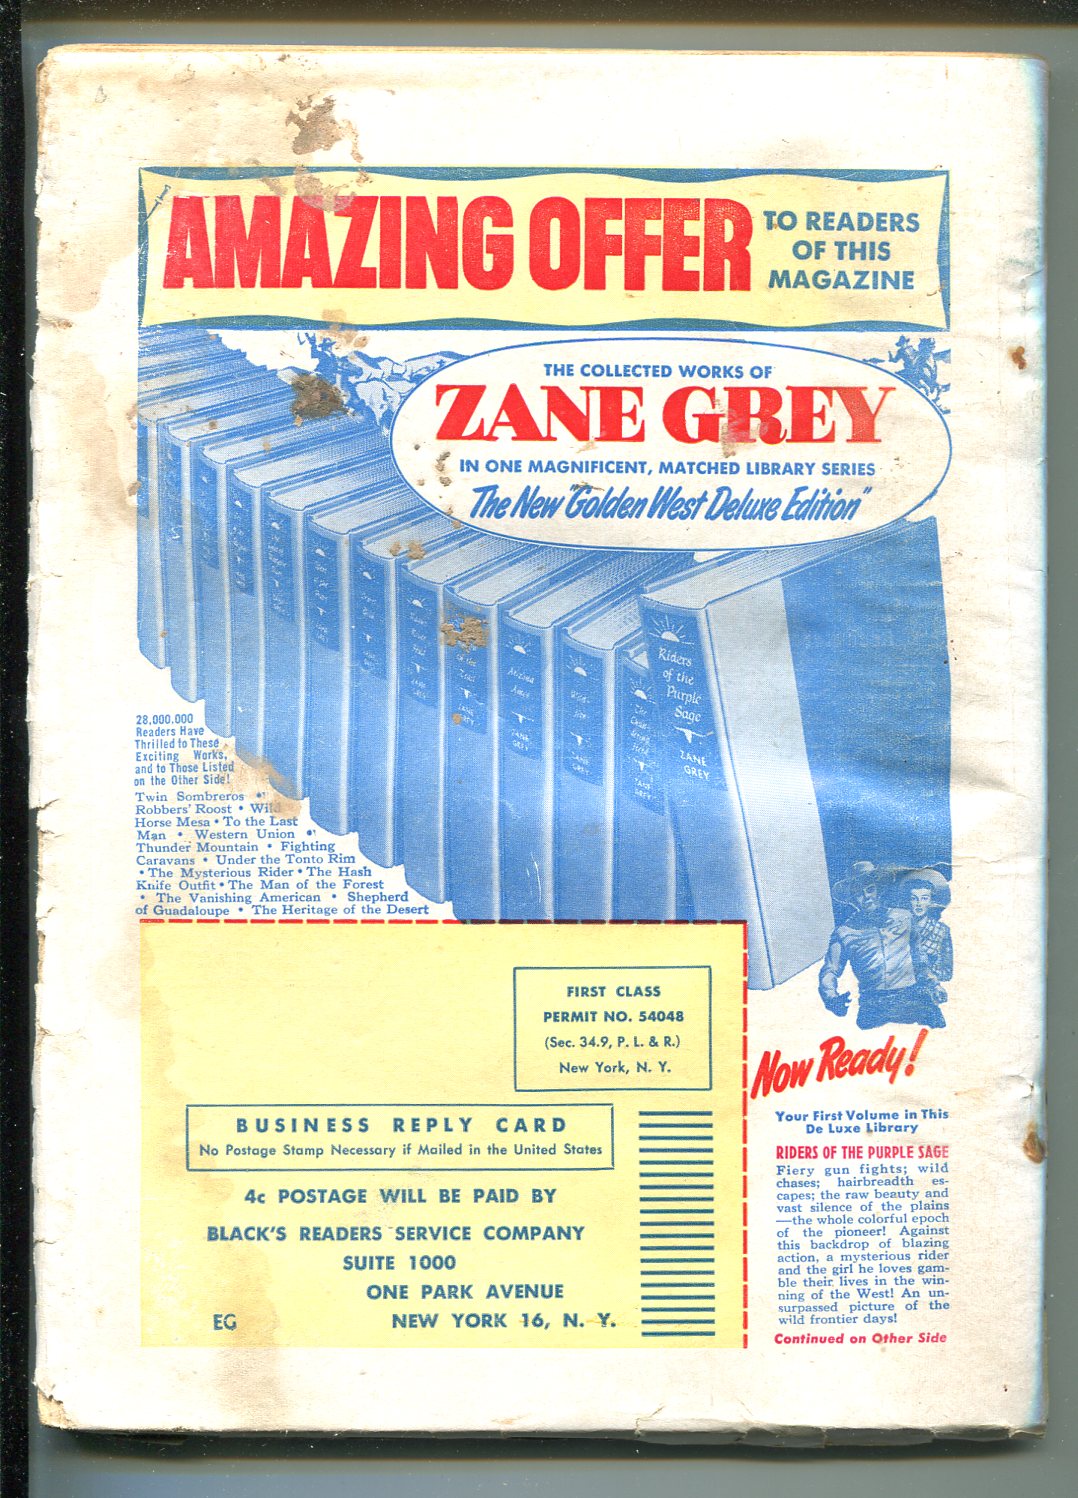 AMAZING OFFER
TO READERS
OF THIS
MAGAZINE
THE COLLECTED WORKS OF
ZANE GREY
IN ONE MAGNIFICENT, MATCHED LIBRARY SERIES
The New "Golden West Deluxe Edition"
Riders
of the
Purple
Sage
ZANE
GREY
Arizona
Ames
ZANE
GREY
28,000.000
Readers Have
Thrilled to These
Exciting Works,
and to Those Listed
on the Other Side!
Twin Sombreros •
Robbers' Roost • Wild
Horse Mesa • To the Last
Man • Western Union •
Thunder Mountain • Fighting
Caravans • Under the Tonto Rim
• The Mysterious Rider • The Hash
Knife Outfit • The Man of the Forest
• The Vanishing American • Shepherd
of Guadaloupe • The Heritage of the Desert
FIRST CLASS
PERMIT NO. 54048
(Sec. 34.9, P. L. & R.)
New York, N. Y.
BUSINESS REPLY CARD
No Postage Stamp Necessary if Mailed in the United States
4c POSTAGE WILL BE PAID BY
BLACK'S READERS SERVICE COMPANY
SUITE 1000
ONE PARK AVENUE
EG NEW YORK 16, N. Y.
Now Ready!
Your First Volume in This
De Luxe Library
RIDERS OF THE PURPLE SAGE
Fiery gun fights; wild
chases; hairbreadth es-
capes; the raw beauty and
vast silence of the plains
—the whole colorful epoch
of the pioneer! Against
this backdrop of blazing
action, a mysterious rider
and the girl he loves gam-
ble their lives in the win-
ning of the West! An un-
surpassed picture of the
wild frontier days!
Continued on Other Side